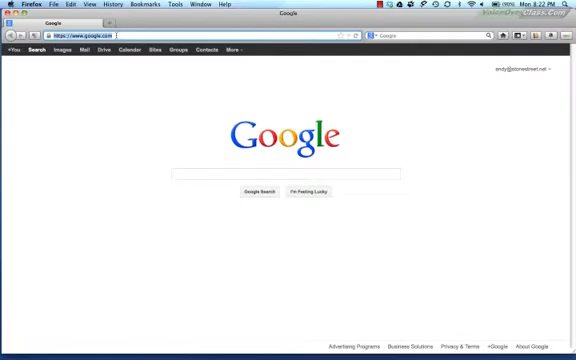 Firefox File Edit View History Bookmarks Tools Window Help Mon 8:22 PM
Google
Google
https://www.google.com
Google
+You Search Images Mail Drive Calendar Sites Groups Contacts More
andy@stonestreet.net
Google
Google Search I'm Feeling Lucky
Advertising Programs Business Solutions Privacy & Terms +Google About Google